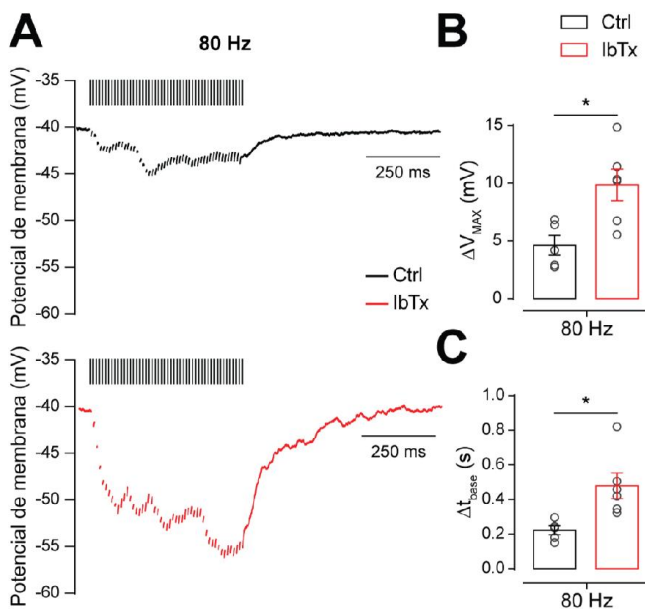 A
80 Hz
Potencial de membrana (mV)
-35
-40
-45
-50
-55
-60
250 ms
Ctrl
IbTx
Potencial de membrana (mV)
-35
-40
-45
-50
-55
-60
250 ms
B
Ctrl
IbTx
*
ΔV_MAX (mV)
15
10
5
0
80 Hz
C
*
Δt_base (s)
1.0
0.8
0.6
0.4
0.2
0.0
80 Hz